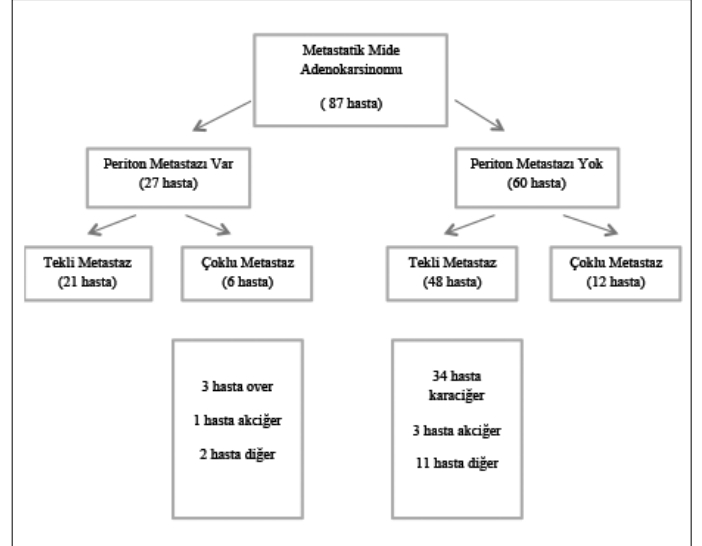 Metastatik Mide
Adenokarsinomu
( 87 hasta)
Periton Metastazı Var
(27 hasta)
Periton Metastazı Yok
(60 hasta)
Tekli Metastaz
(21 hasta)
Çoklu Metastaz
(6 hasta)
Tekli Metastaz
(48 hasta)
Çoklu Metastaz
(12 hasta)
3 hasta over
1 hasta akciğer
2 hasta diğer
34 hasta
karaciğer
3 hasta akciğer
11 hasta diğer